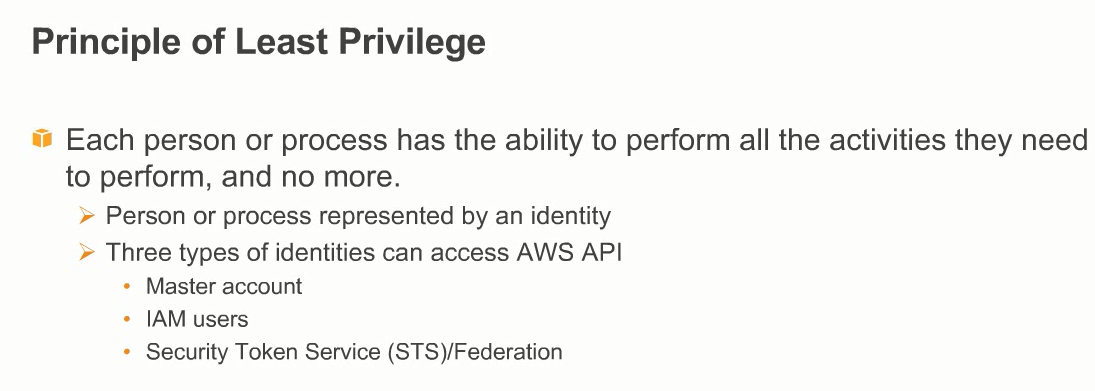 Principle of Least Privilege
Each person or process has the ability to perform all the activities they need
to perform, and no more.
Person or process represented by an identity
Three types of identities can access AWS API
Master account
IAM users
Security Token Service (STS)/Federation